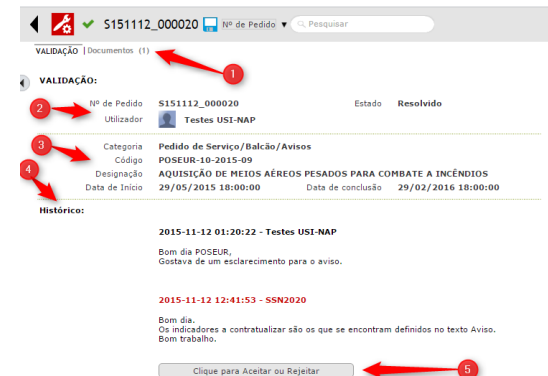 S151112_000020 Nº de Pedido ▼ Pesquisar
VALIDAÇÃO | Documentos (1)
1
VALIDAÇÃO:
2
Nº de Pedido S151112_000020 Estado Resolvido
Utilizador Testes USI-NAP
3
Categoria Pedido de Serviço/Balcão/Avisos
Código POSEUR-10-2015-09
4
Designação AQUISIÇÃO DE MEIOS AÉREOS PESADOS PARA COMBATE A INCÊNDIOS
Data de Início 29/05/2015 18:00:00 Data de conclusão 29/02/2016 18:00:00
Histórico:
2015-11-12 01:20:22 - Testes USI-NAP
Bom dia POSEUR,
Gostava de um esclarecimento para o aviso.
2015-11-12 12:41:53 - SSN2020
Bom dia.
Os indicadores a contratualizar são os que se encontram definidos no texto Aviso.
Bom trabalho.
Clique para Aceitar ou Rejeitar
5